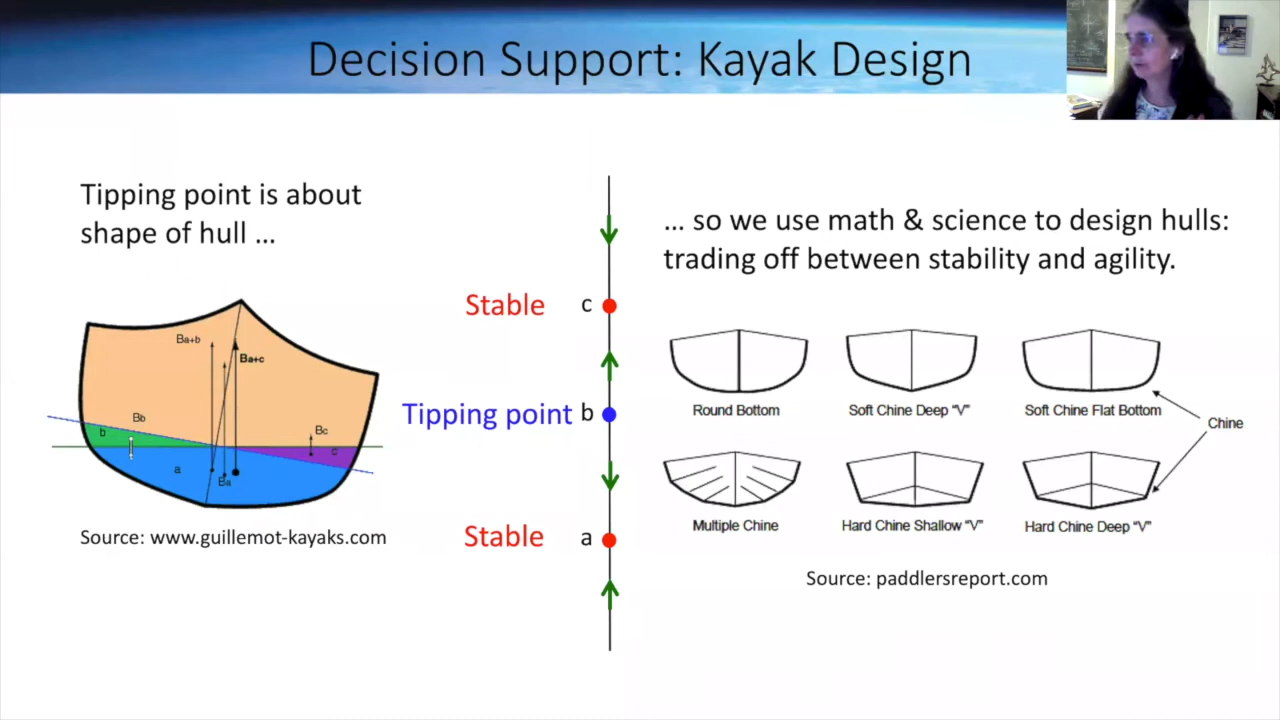 Decision Support: Kayak Design
Tipping point is about
shape of hull ...
Ba+b
Ba+c
Bb
Bc
b
c
a
Ba
Source: www.guillemot-kayaks.com
Stable c
Tipping point b
Stable a
... so we use math & science to design hulls:
trading off between stability and agility.
Round Bottom
Soft Chine Deep "V"
Soft Chine Flat Bottom
Chine
Multiple Chine
Hard Chine Shallow "V"
Hard Chine Deep "V"
Source: paddlersreport.com